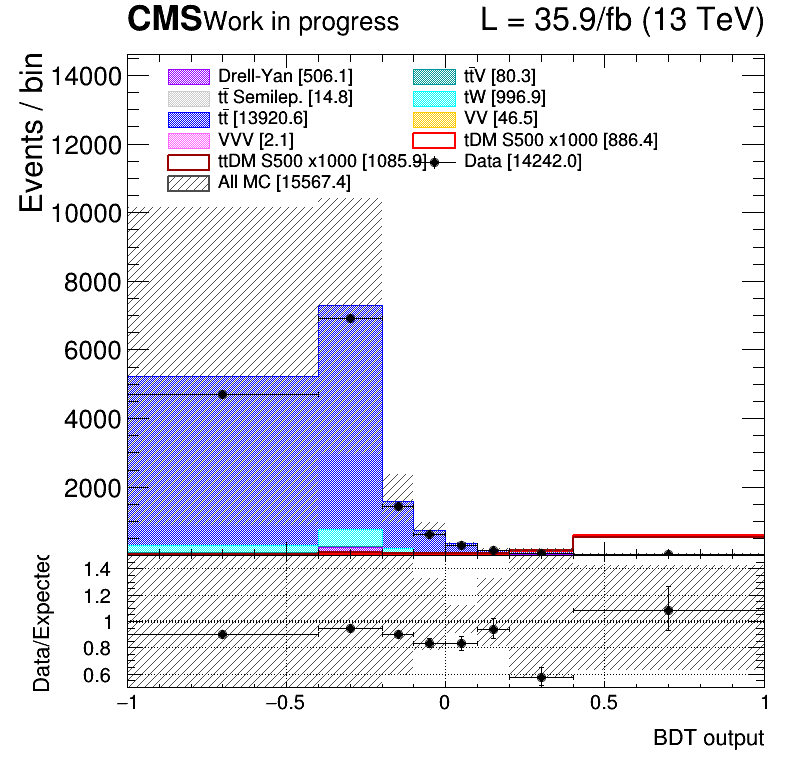 CMS Work in progress L = 35.9/fb (13 TeV)
Events / bin
14000
12000
10000
8000
6000
4000
2000
Drell-Yan [506.1]
tt̄ Semilep. [14.8]
tt̄ [13920.6]
VVV [2.1]
ttDM S500 x1000 [1085.9]
All MC [15567.4]
tt̄V [80.3]
tW [996.9]
VV [46.5]
tDM S500 x1000 [886.4]
Data [14242.0]
Data/Expected
1.4
1.2
1
0.8
0.6
−1 −0.5 0 0.5 1
BDT output